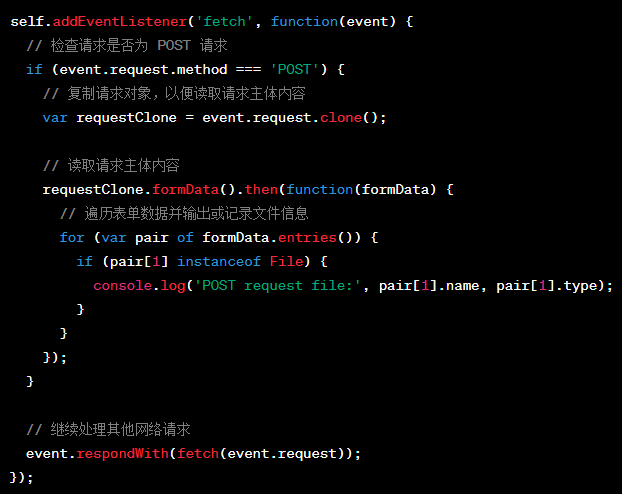 self.addEventListener('fetch', function(event) {
  // 检查请求是否为 POST 请求
  if (event.request.method === 'POST') {
    // 复制请求对象，以便读取请求主体内容
    var requestClone = event.request.clone();

    // 读取请求主体内容
    requestClone.formData().then(function(formData) {
      // 遍历表单数据并输出或记录文件信息
      for (var pair of formData.entries()) {
        if (pair[1] instanceof File) {
          console.log('POST request file:', pair[1].name, pair[1].type);
        }
      }
    });
  }

  // 继续处理其他网络请求
  event.respondWith(fetch(event.request));
});